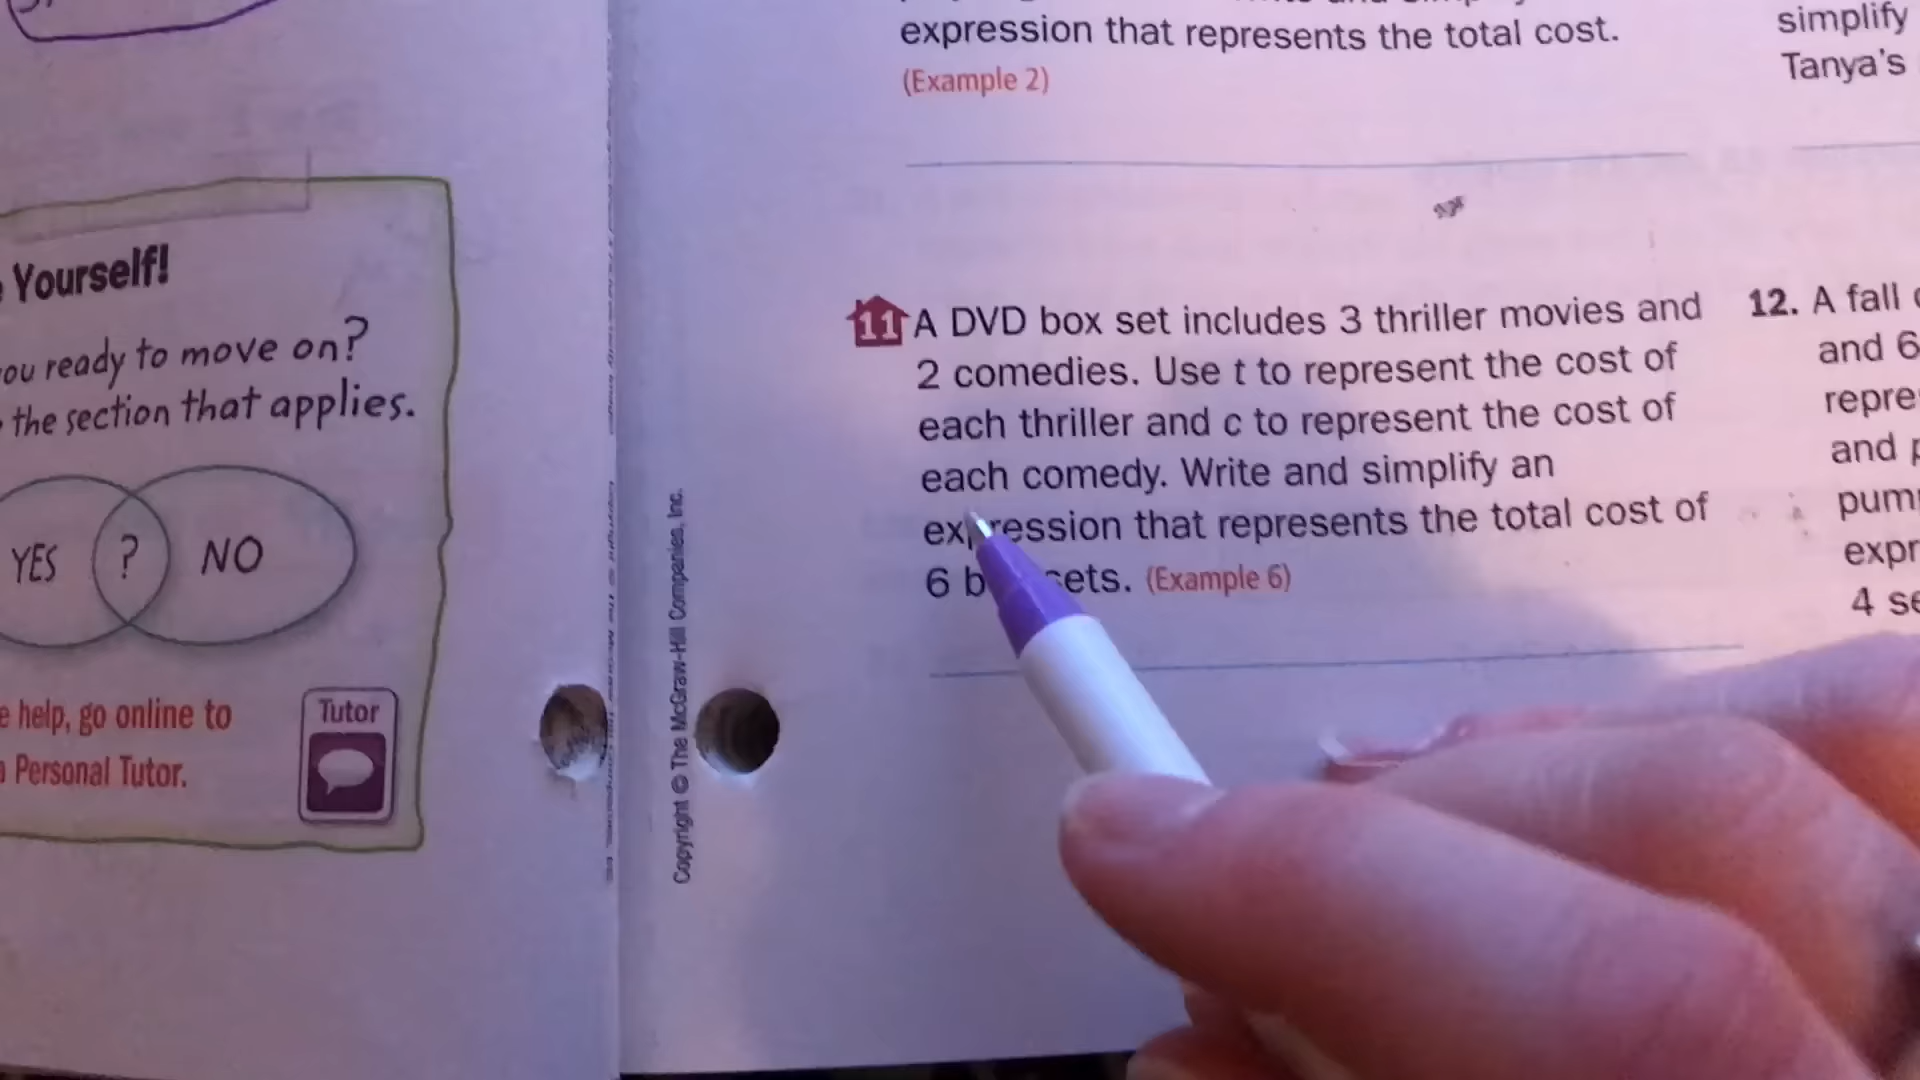 Yourself!
ou ready to move on?
the section that applies.
YES ? NO
help, go online to
Personal Tutor.
Tutor
Copyright © The McGraw-Hill Companies, Inc.
expression that represents the total cost.
(Example 2)
11 A DVD box set includes 3 thriller movies and
2 comedies. Use t to represent the cost of
each thriller and c to represent the cost of
each comedy. Write and simplify an
expression that represents the total cost of
6 b sets. (Example 6)
simplify
Tanya's
12. A fall
and 6
repre
and p
pum
expr
4 se